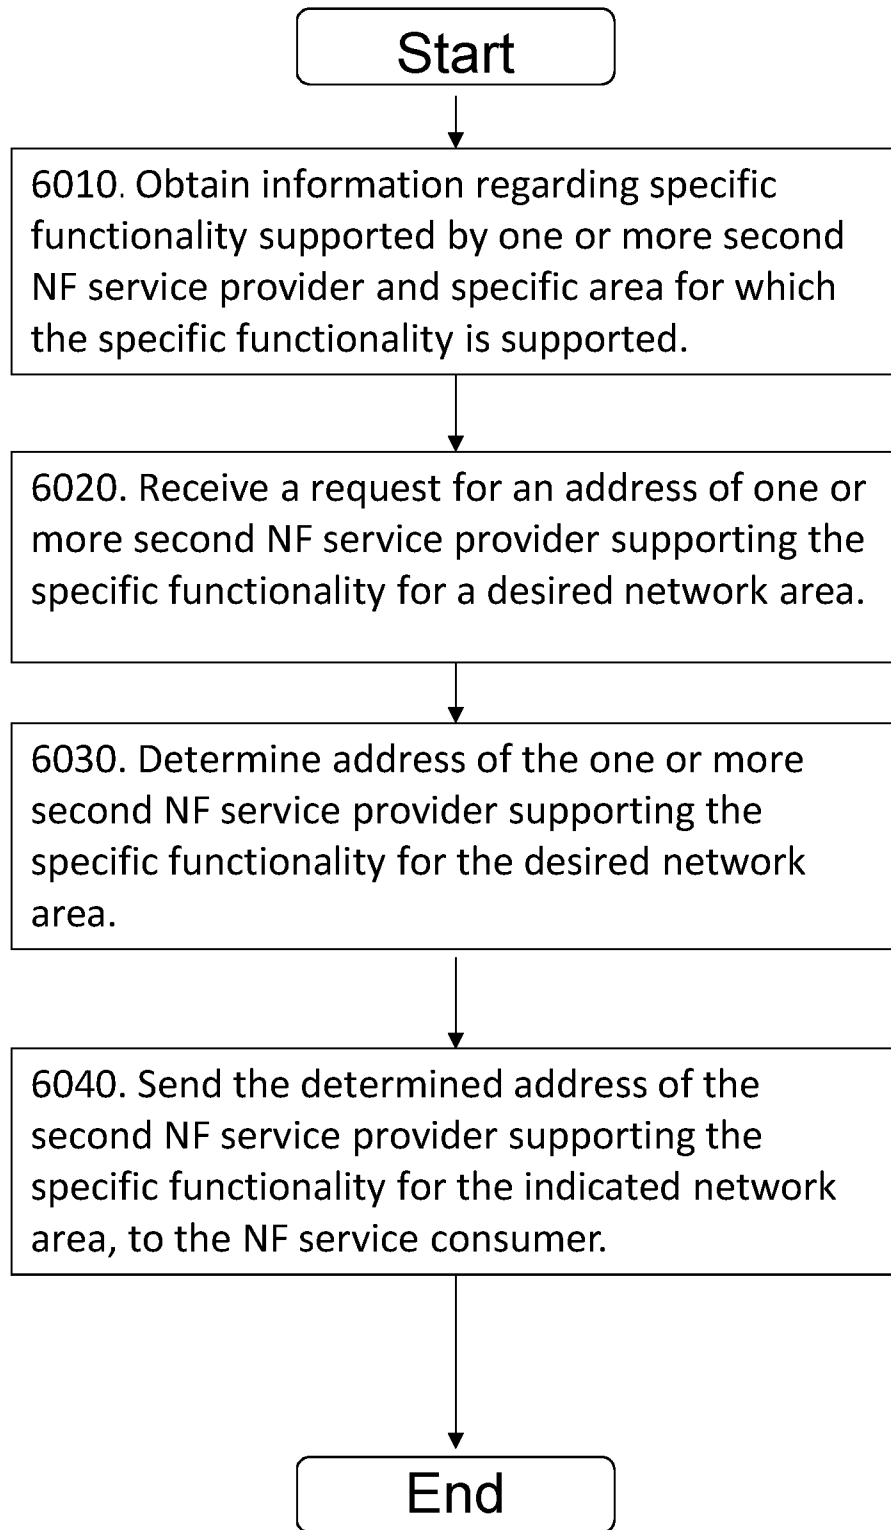 Start
6010. Obtain information regarding specific
functionality supported by one or more second
NF service provider and specific area for which
the specific functionality is supported.
6020. Receive a request for an address of one or
more second NF service provider supporting the
specific functionality for a desired network area.
6030. Determine address of the one or more
second NF service provider supporting the
specific functionality for the desired network
area.
6040. Send the determined address of the
second NF service provider supporting the
specific functionality for the indicated network
area, to the NF service consumer.
End